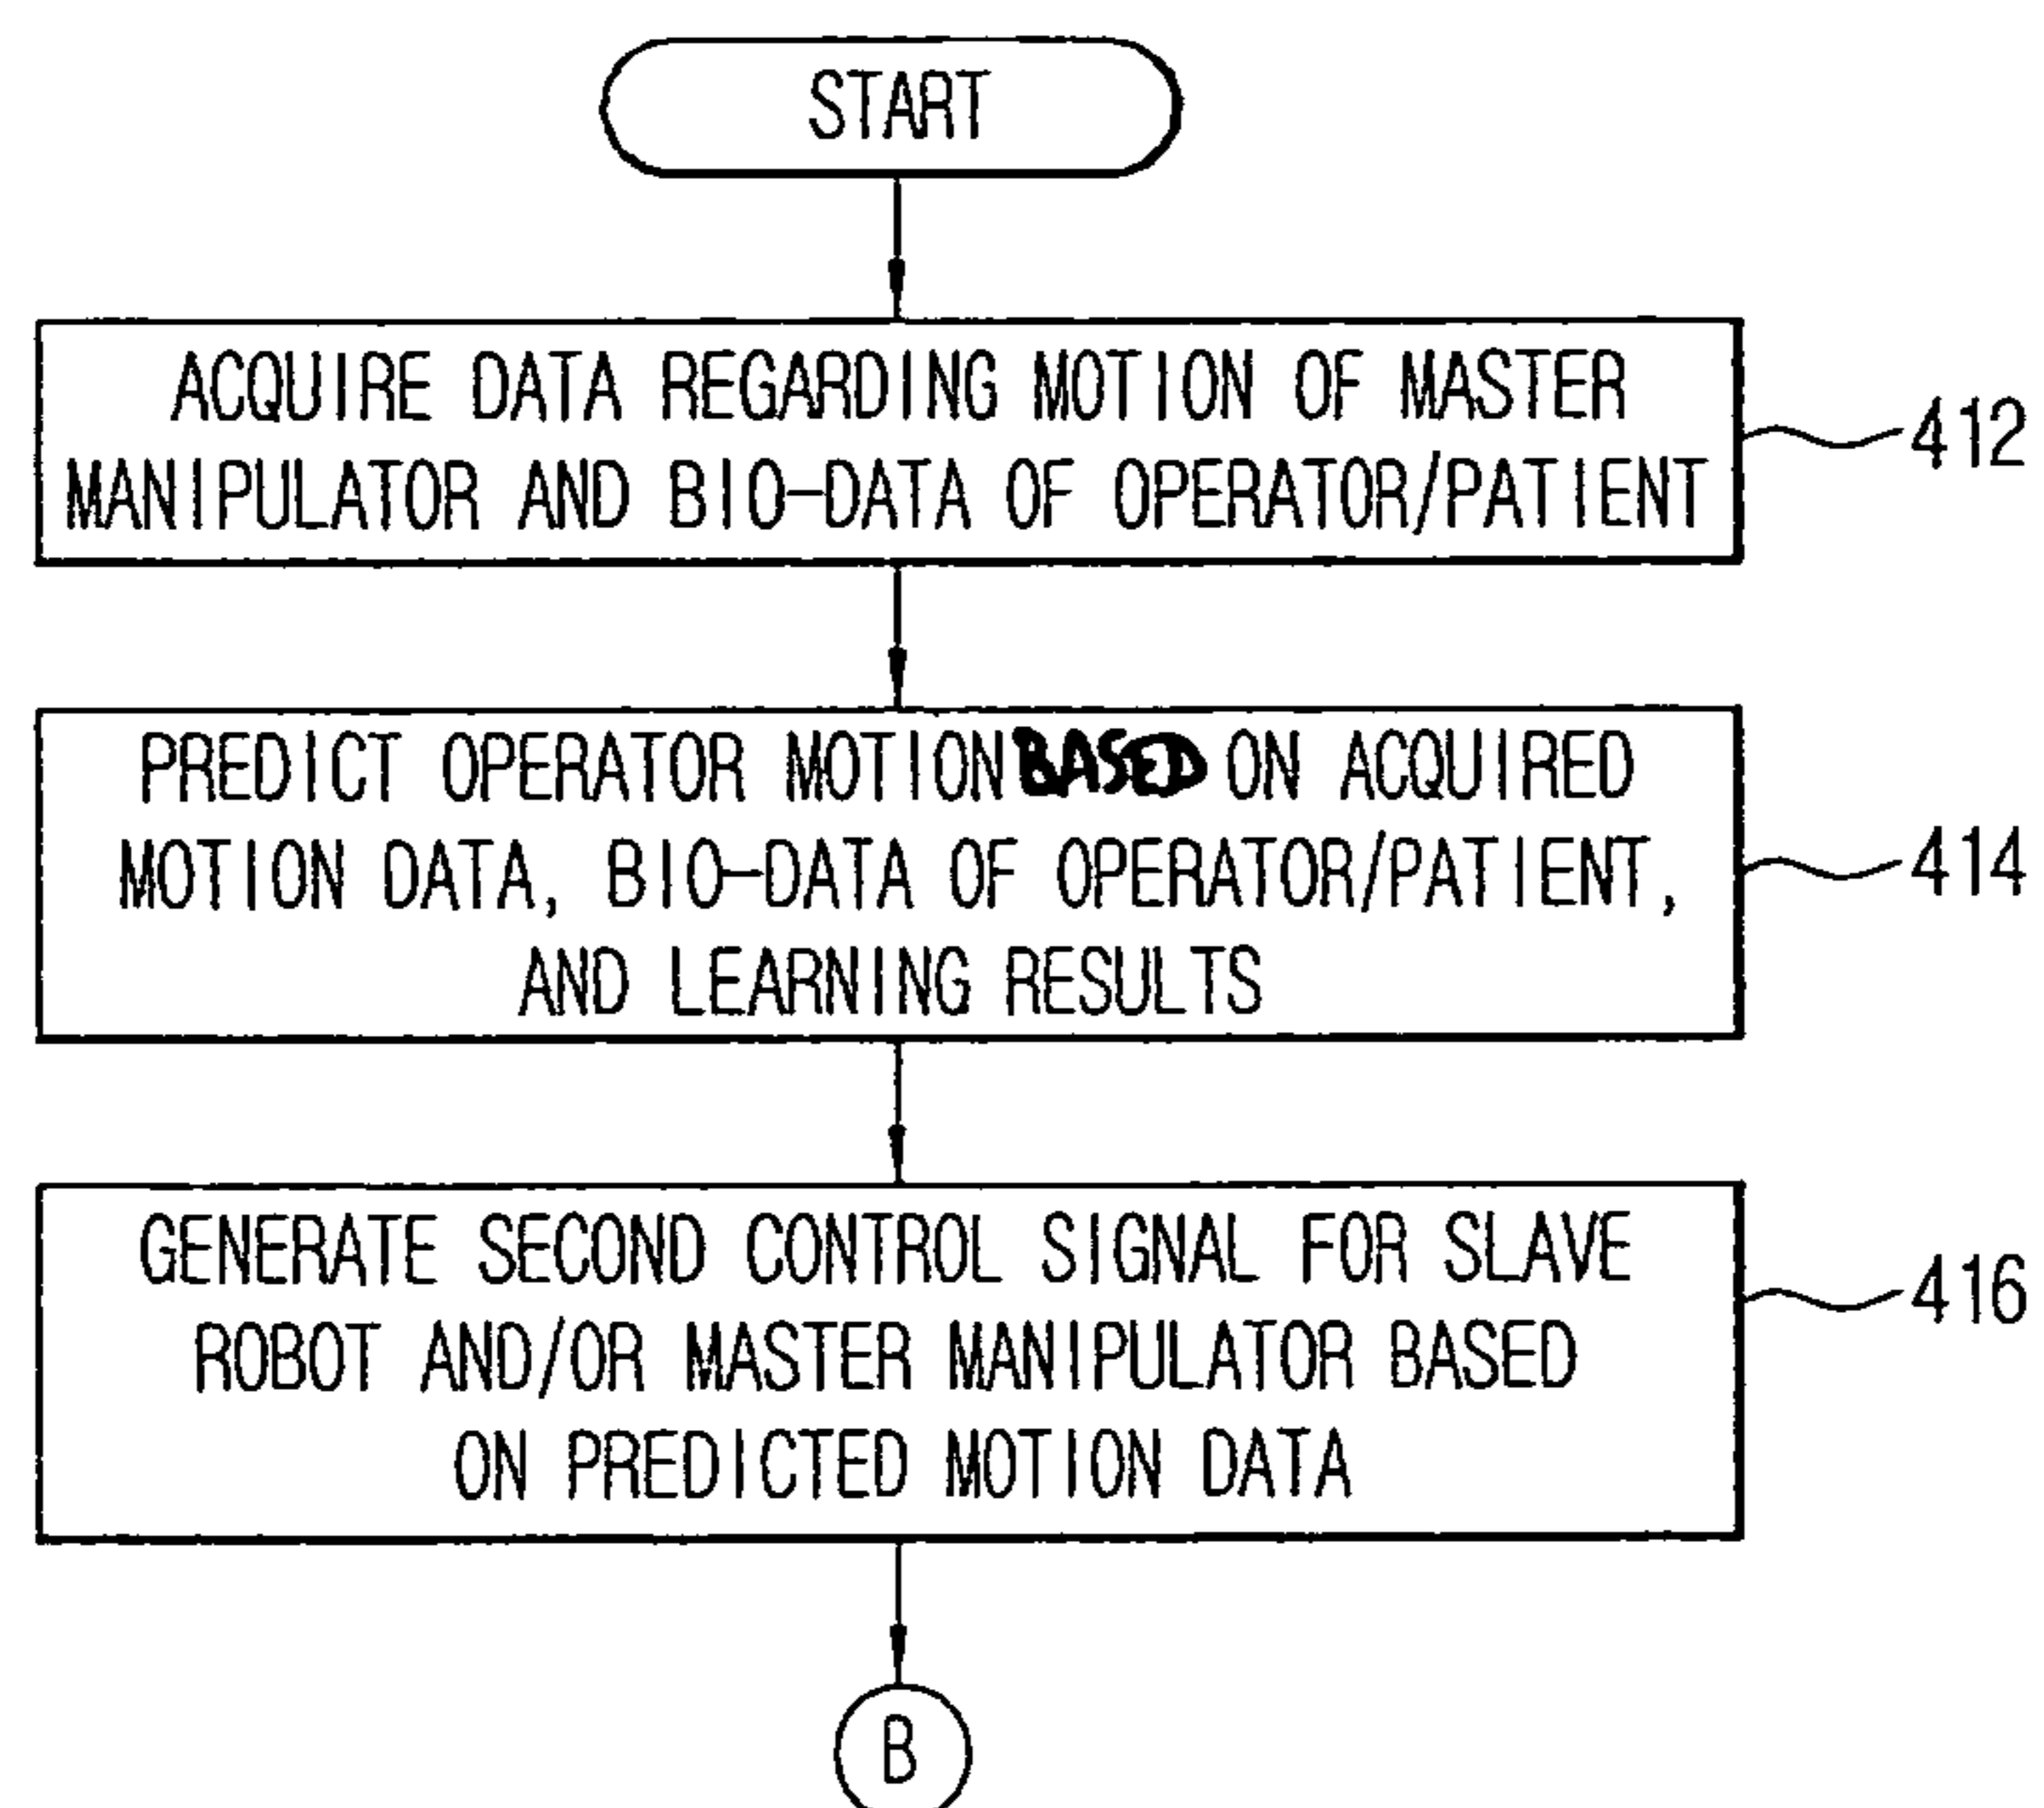 START
ACQUIRE DATA REGARDING MOTION OF MASTER
MANIPULATOR AND BIO-DATA OF OPERATOR/PATIENT
412
PREDICT OPERATOR MOTION BASED ON ACQUIRED
MOTION DATA, BIO-DATA OF OPERATOR/PATIENT,
AND LEARNING RESULTS
414
GENERATE SECOND CONTROL SIGNAL FOR SLAVE
ROBOT AND/OR MASTER MANIPULATOR BASED
ON PREDICTED MOTION DATA
416
B